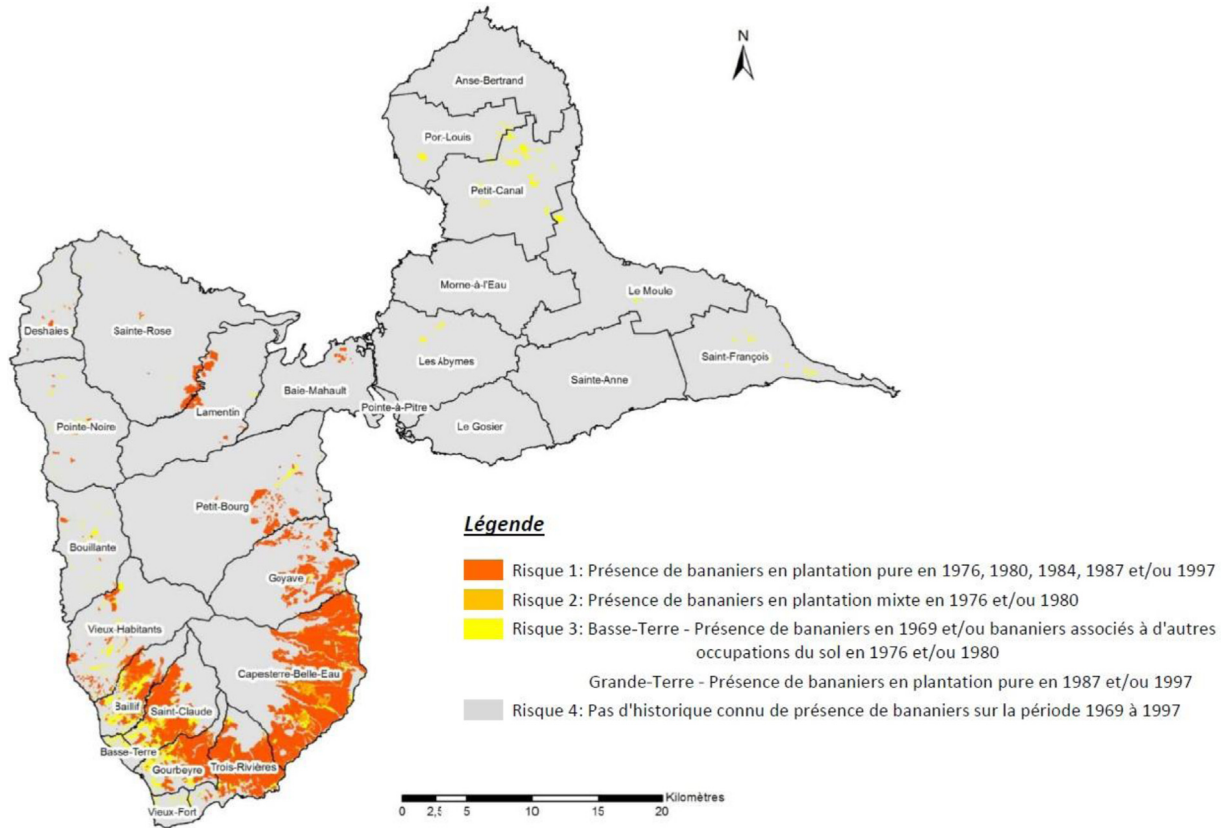 N
Anse-Bertrand
Por.-Louis
Petit-Canal
Morne-à-l'Eau
Le Moule
Deshaies
Sainte-Rose
Les Abymes
Saint-François
Sainte-Anne
Baie-Mahault
Lamentin
Pointe-à-Pitre
Le Gosier
Pointe-Noire
Petit-Bourg
Bouillante
Goyave
Vieux-Habitants
Capesterre-Belle-Eau
Baillif
Saint-Claude
Basse-Terre
Gourbeyre
Trois-Rivières
Vieux-Fort
Légende
Risque 1: Présence de bananiers en plantation pure en 1976, 1980, 1984, 1987 et/ou 1997
Risque 2: Présence de bananiers en plantation mixte en 1976 et/ou 1980
Risque 3: Basse-Terre - Présence de bananiers en 1969 et/ou bananiers associés à d'autres
occupations du sol en 1976 et/ou 1980
Grande-Terre - Présence de bananiers en plantation pure en 1987 et/ou 1997
Risque 4: Pas d'historique connu de présence de bananiers sur la période 1969 à 1997
Kilomètres
0 2,5 5 10 15 20